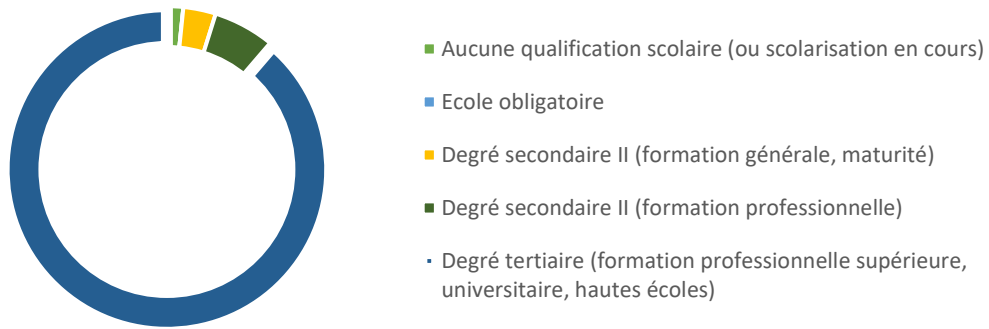 Aucune qualification scolaire (ou scolarisation en cours)
Ecole obligatoire
Degré secondaire II (formation générale, maturité)
Degré secondaire II (formation professionnelle)
Degré tertiaire (formation professionnelle supérieure,
universitaire, hautes écoles)